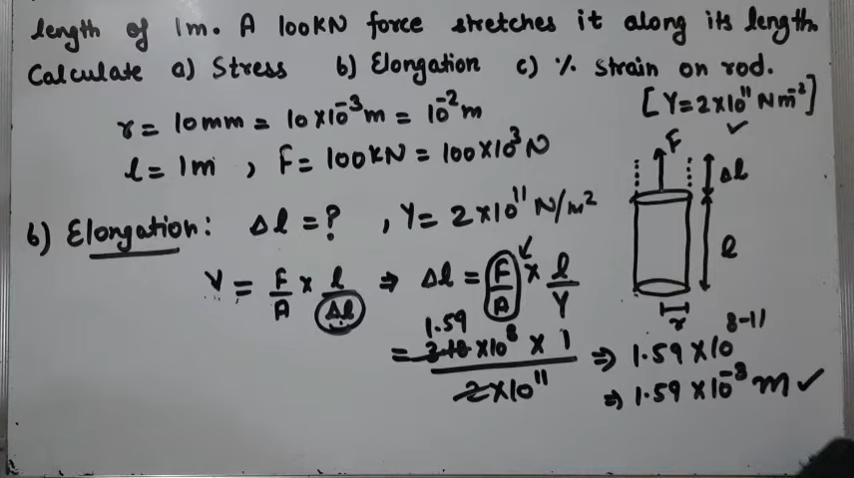 length of 1m. A 100KN force stretches it along its length.
Calculate a) Stress b) Elongation c) % strain on rod.
[Y=2×10¹¹ Nm⁻²]
r = 10mm = 10×10⁻³m = 10⁻²m
l = 1m , F = 100KN = 100×10³N
b) Elongation: Δl = ? , Y = 2×10¹¹ N/m²
Y = F/A × l/Δl ⇒ Δl = F/A × l/Y
1.59
= 3.18 ×10⁸ × 1 / 2×10¹¹ ⇒ 1.59×10⁸⁻¹¹
⇒ 1.59×10⁻³ m ✓
F
Δl
l
r